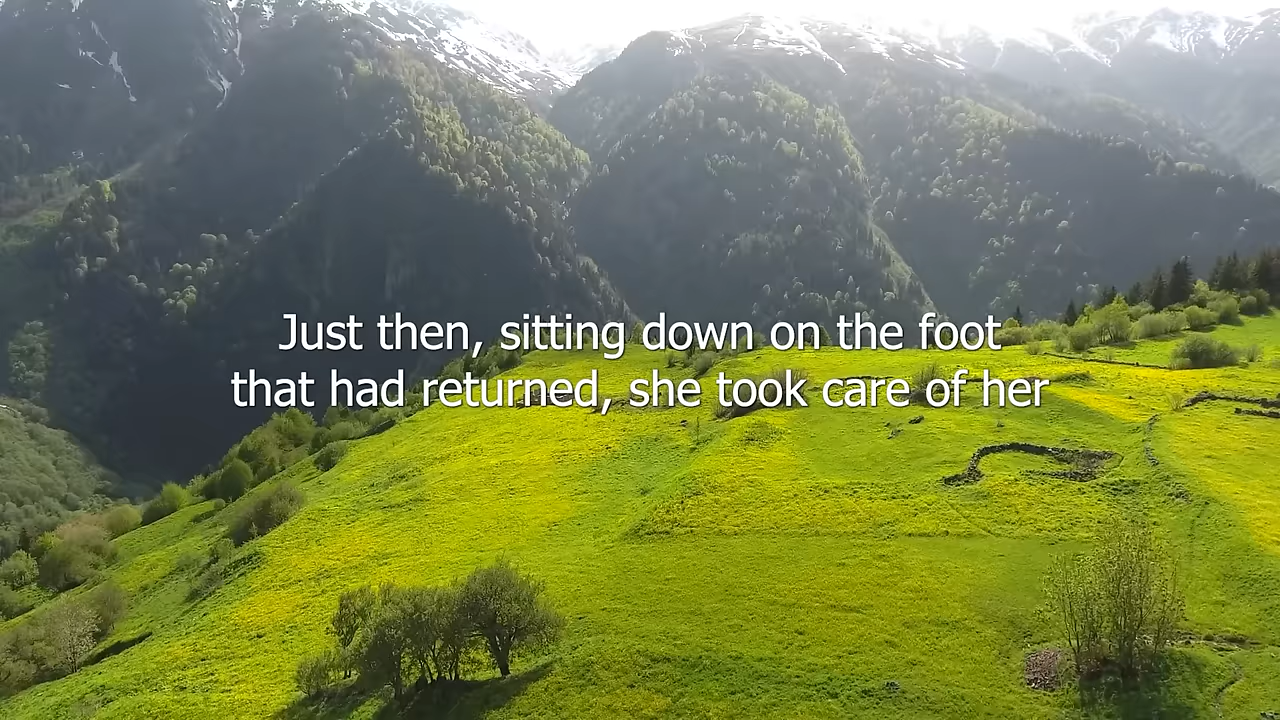 Just then, sitting down on the foot
that had returned, she took care of her